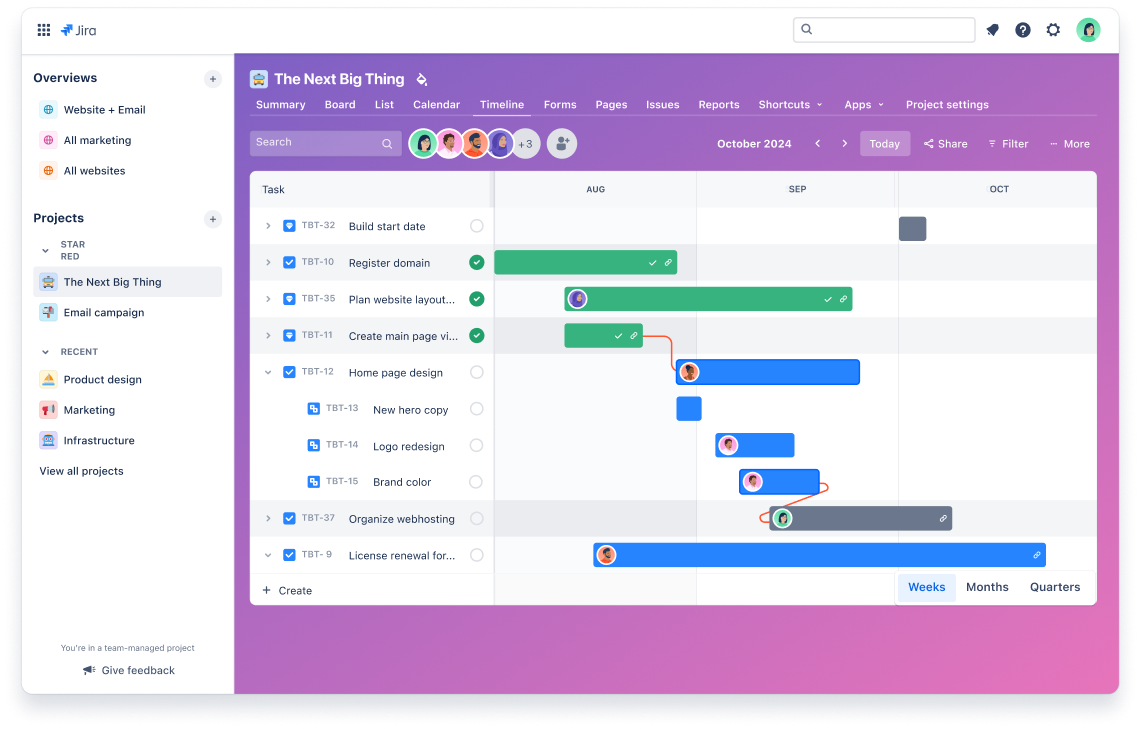 Jira
Overviews
Website + Email
All marketing
All websites
Projects
STAR
RED
The Next Big Thing
Email campaign
RECENT
Product design
Marketing
Infrastructure
View all projects
You're in a team-managed project
Give feedback
The Next Big Thing
Summary Board List Calendar Timeline Forms Pages Issues Reports Shortcuts Apps Project settings
Search +3 October 2024 Today Share Filter More
Task AUG SEP OCT
TBT-32 Build start date
TBT-10 Register domain
TBT-35 Plan website layout...
TBT-11 Create main page vi...
TBT-12 Home page design
TBT-13 New hero copy
TBT-14 Logo redesign
TBT-15 Brand color
TBT-37 Organize webhosting
TBT- 9 License renewal for...
+ Create
Weeks Months Quarters